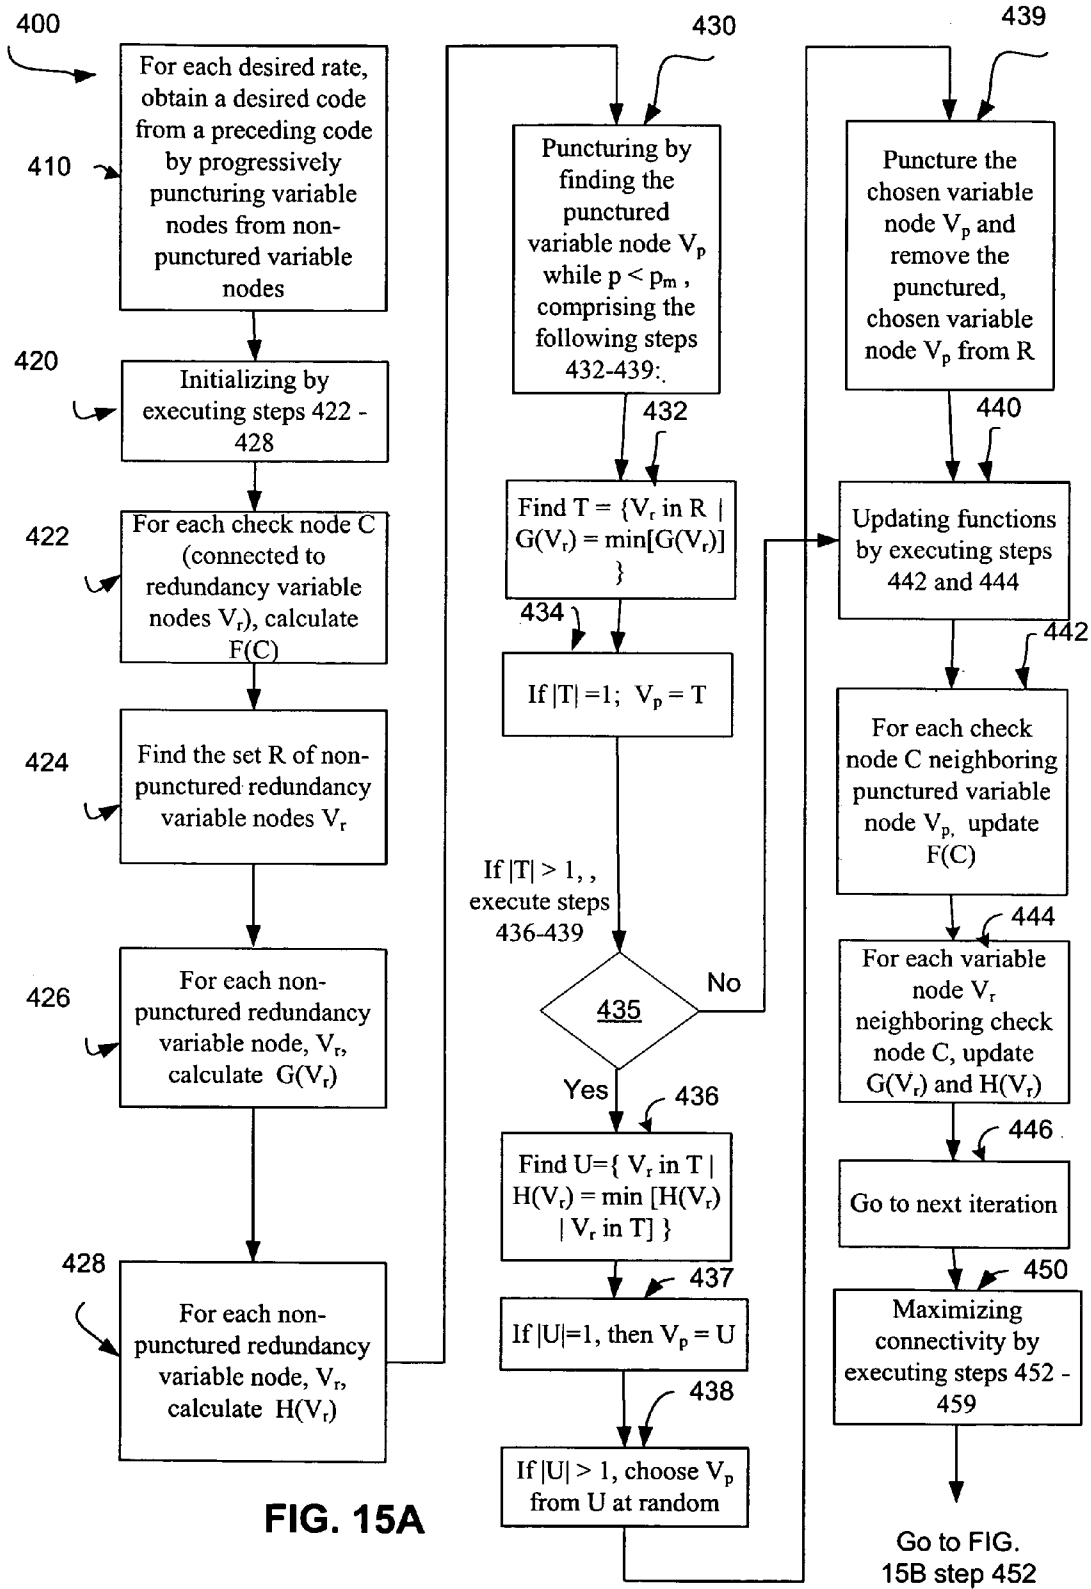 400
For each desired rate,
obtain a desired code
from a preceding code
by progressively
puncturing variable
nodes from non-
punctured variable
nodes
410
420
Initializing by
executing steps 422 -
428
422
For each check node C
(connected to
redundancy variable
nodes Vr), calculate
F(C)
424
Find the set R of non-
punctured redundancy
variable nodes Vr
426
For each non-
punctured redundancy
variable node, Vr,
calculate G(Vr)
428
For each non-
punctured redundancy
variable node, Vr,
calculate H(Vr)
FIG. 15A
430
Puncturing by
finding the
punctured
variable node Vp
while p < pm ,
comprising the
following steps
432-439:
432
Find T = {Vr in R |
G(Vr) = min[G(Vr)]
}
434
If |T| =1; Vp = T
If |T| > 1, ,
execute steps
436-439
435
No
Yes
436
Find U={ Vr in T |
H(Vr) = min [H(Vr)
| Vr in T] }
437
If |U|=1, then Vp = U
438
If |U| > 1, choose Vp
from U at random
439
Puncture the
chosen variable
node Vp and
remove the
punctured,
chosen variable
node Vp from R
440
Updating functions
by executing steps
442 and 444
442
For each check
node C neighboring
punctured variable
node Vp, update
F(C)
444
For each variable
node Vr
neighboring check
node C, update
G(Vr) and H(Vr)
446
Go to next iteration
450
Maximizing
connectivity by
executing steps 452 -
459
Go to FIG.
15B step 452